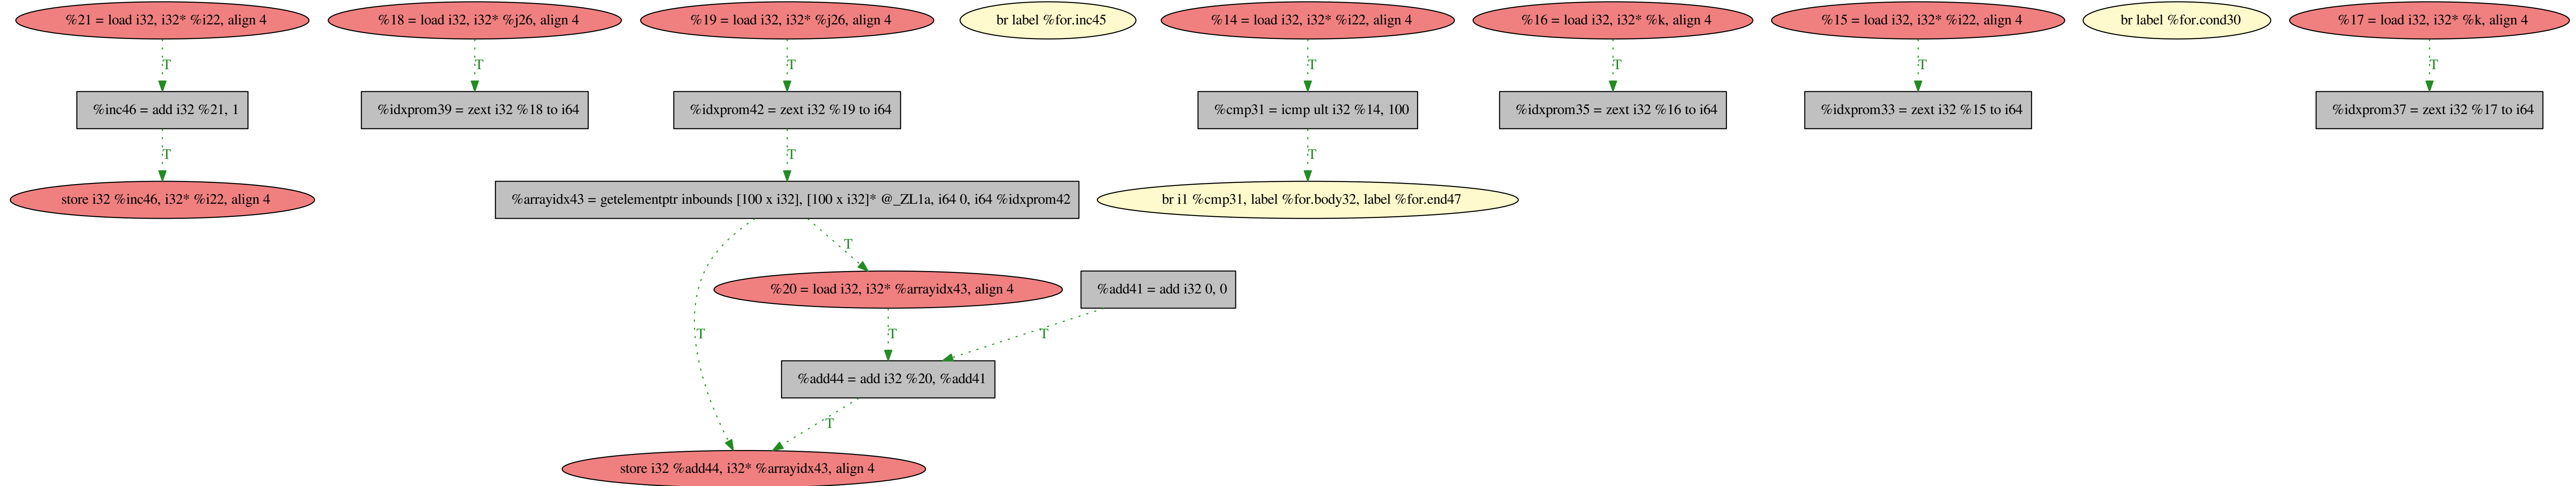 %21 = load i32, i32* %i22, align 4
%18 = load i32, i32* %j26, align 4
%19 = load i32, i32* %j26, align 4
br label %for.inc45
%14 = load i32, i32* %i22, align 4
%16 = load i32, i32* %k, align 4
%15 = load i32, i32* %i22, align 4
br label %for.cond30
%17 = load i32, i32* %k, align 4
T
T
T
T
T
T
T
%inc46 = add i32 %21, 1
%idxprom39 = zext i32 %18 to i64
%idxprom42 = zext i32 %19 to i64
%cmp31 = icmp ult i32 %14, 100
%idxprom35 = zext i32 %16 to i64
%idxprom33 = zext i32 %15 to i64
%idxprom37 = zext i32 %17 to i64
T
T
T
store i32 %inc46, i32* %i22, align 4
%arrayidx43 = getelementptr inbounds [100 x i32], [100 x i32]* @_ZL1a, i64 0, i64 %idxprom42
br i1 %cmp31, label %for.body32, label %for.end47
T
%20 = load i32, i32* %arrayidx43, align 4
%add41 = add i32 0, 0
T
T
T
%add44 = add i32 %20, %add41
T
store i32 %add44, i32* %arrayidx43, align 4